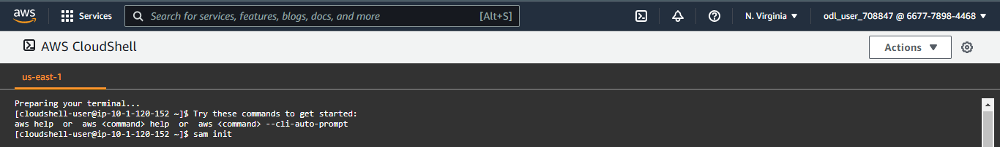 aws
Services
Search for services, features, blogs, docs, and more [Alt+S]
N. Virginia
odl_user_708847 @ 6677-7898-4468
AWS CloudShell
Actions
us-east-1
Preparing your terminal...
[cloudshell-user@ip-10-1-120-152 ~]$ Try these commands to get started:
aws help  or  aws <command> help  or  aws <command> --cli-auto-prompt
[cloudshell-user@ip-10-1-120-152 ~]$ sam init